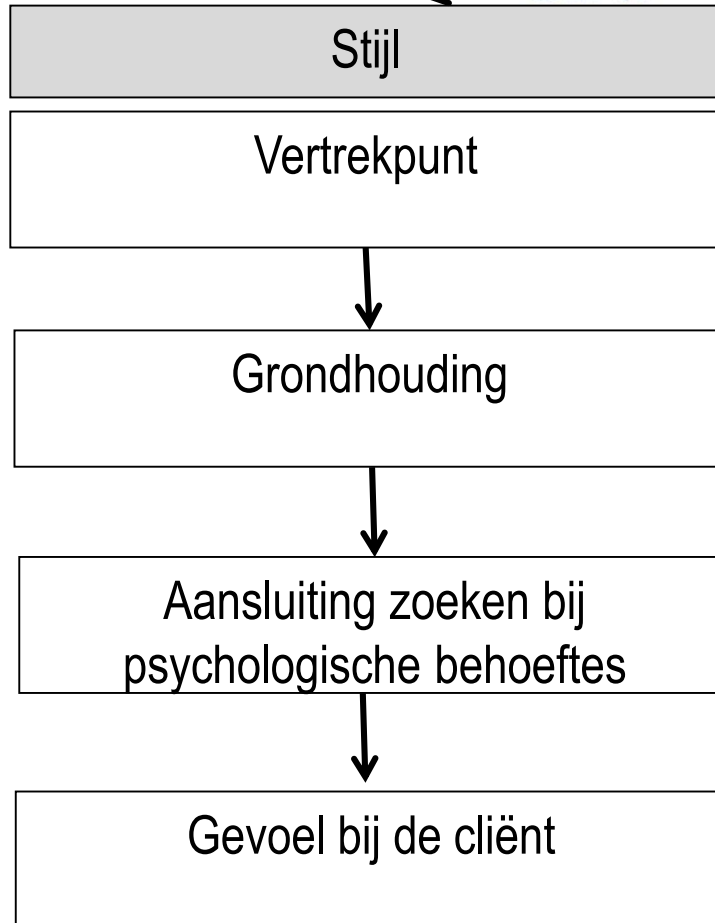 Stijl
Vertrekpunt
Grondhouding
Aansluiting zoeken bij
psychologische behoeftes
Gevoel bij de cliënt